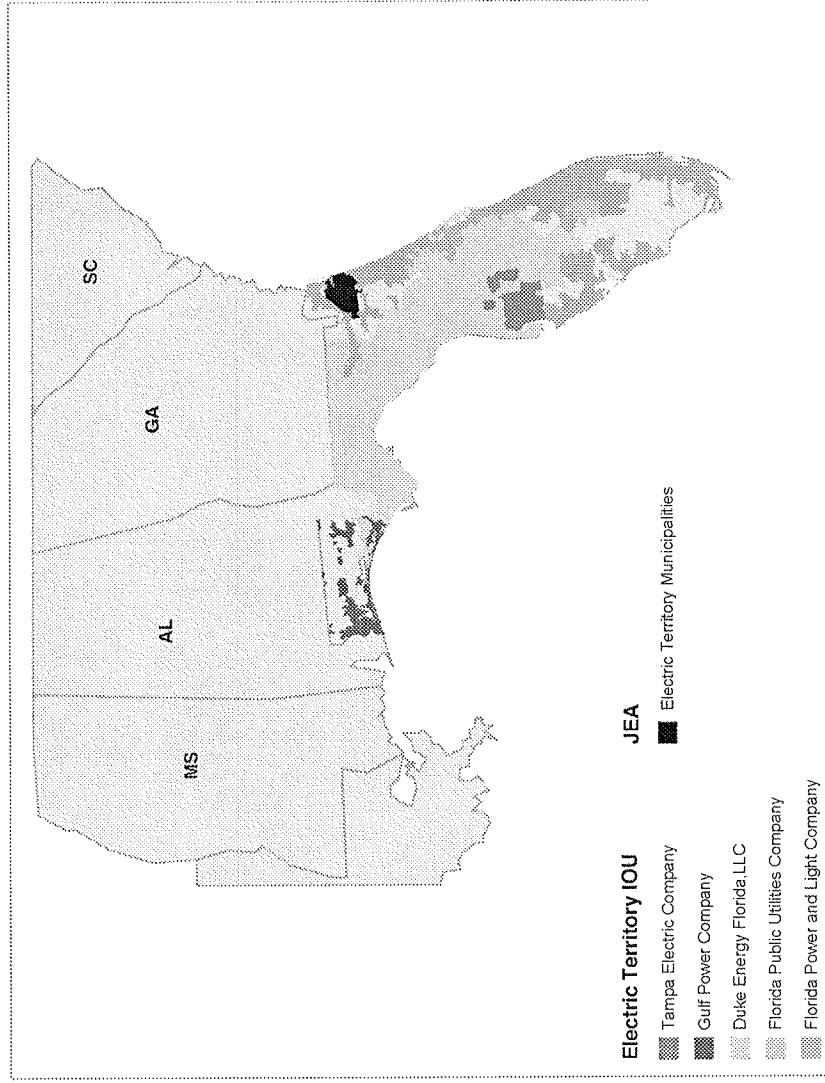 SC
GA
AL
MS
Electric Territory IOU
Tampa Electric Company
Gulf Power Company
Duke Energy Florida,LLC
Florida Public Utilities Company
Florida Power and Light Company
JEA
Electric Territory Municipalities